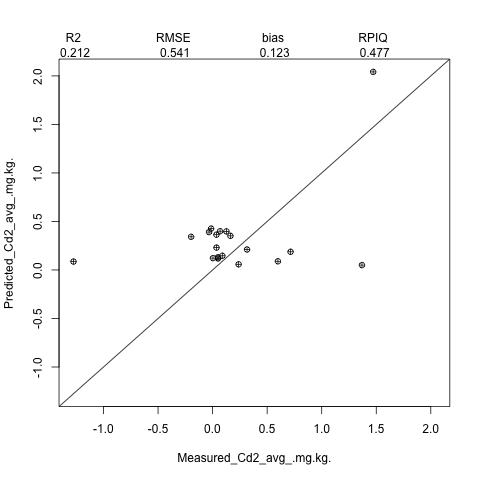 R2 RMSE bias RPIQ
0.212 0.541 0.123 0.477
2.0
1.5
1.0
0.5
0.0
-0.5
-1.0
Predicted_Cd2_avg_.mg.kg.
-1.0 -0.5 0.0 0.5 1.0 1.5 2.0
Measured_Cd2_avg_.mg.kg.